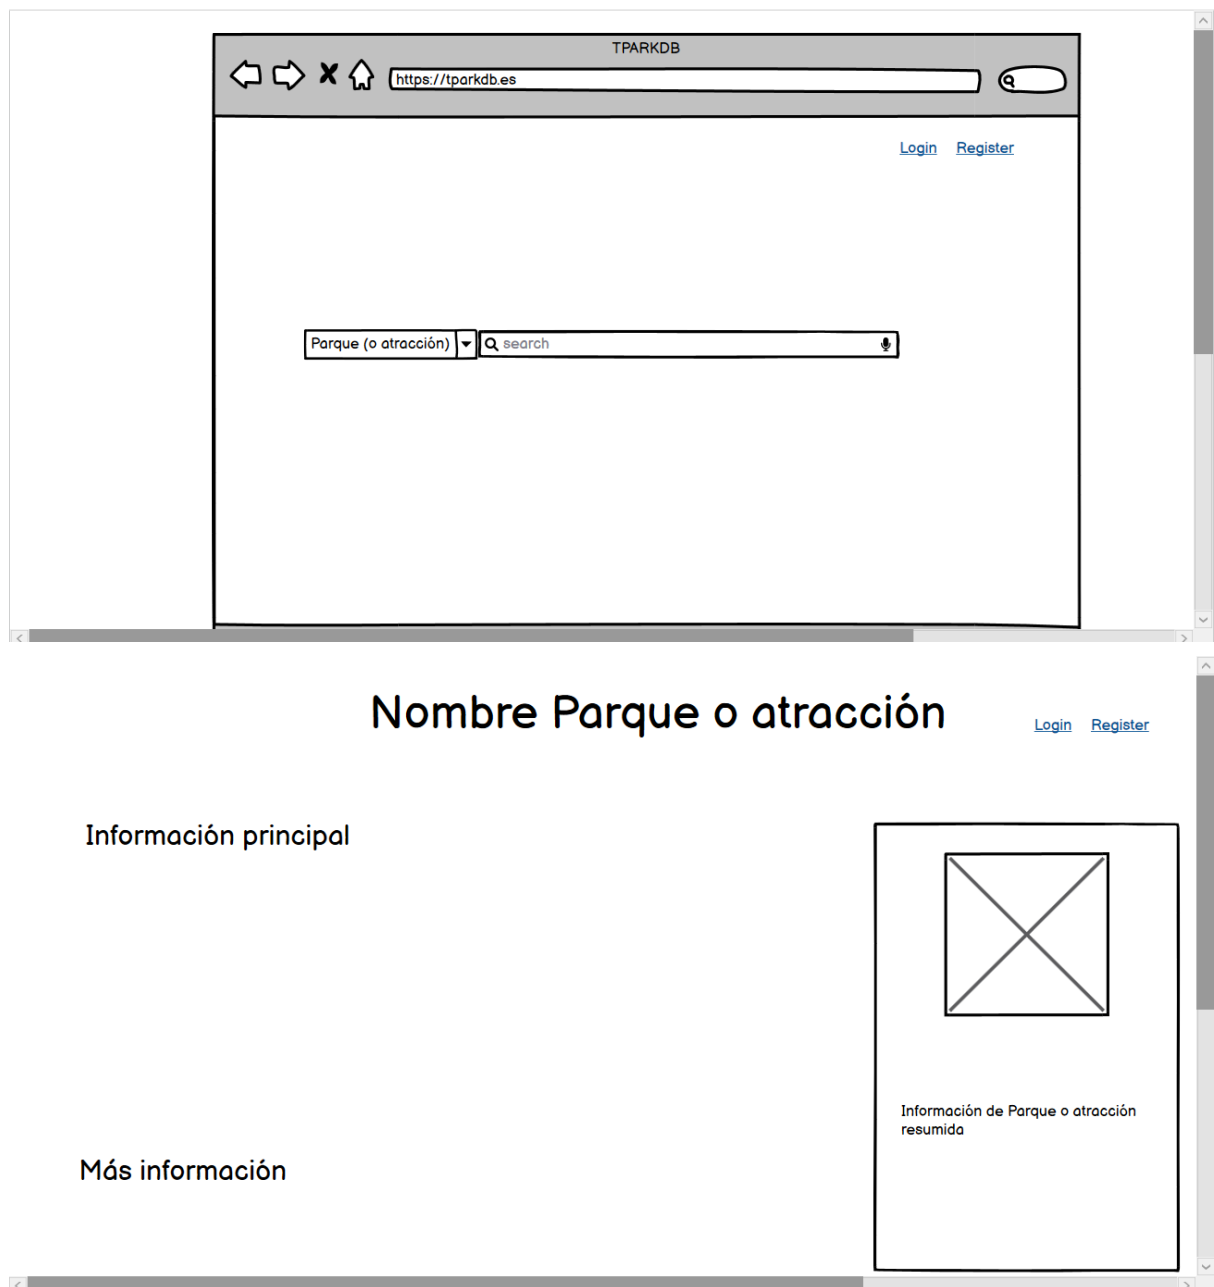 TPARKDB
https://tparkdb.es
Login Register
Parque (o atracción) search
Nombre Parque o atracción
Login Register
Información principal
Información de Parque o atracción
resumida
Más información